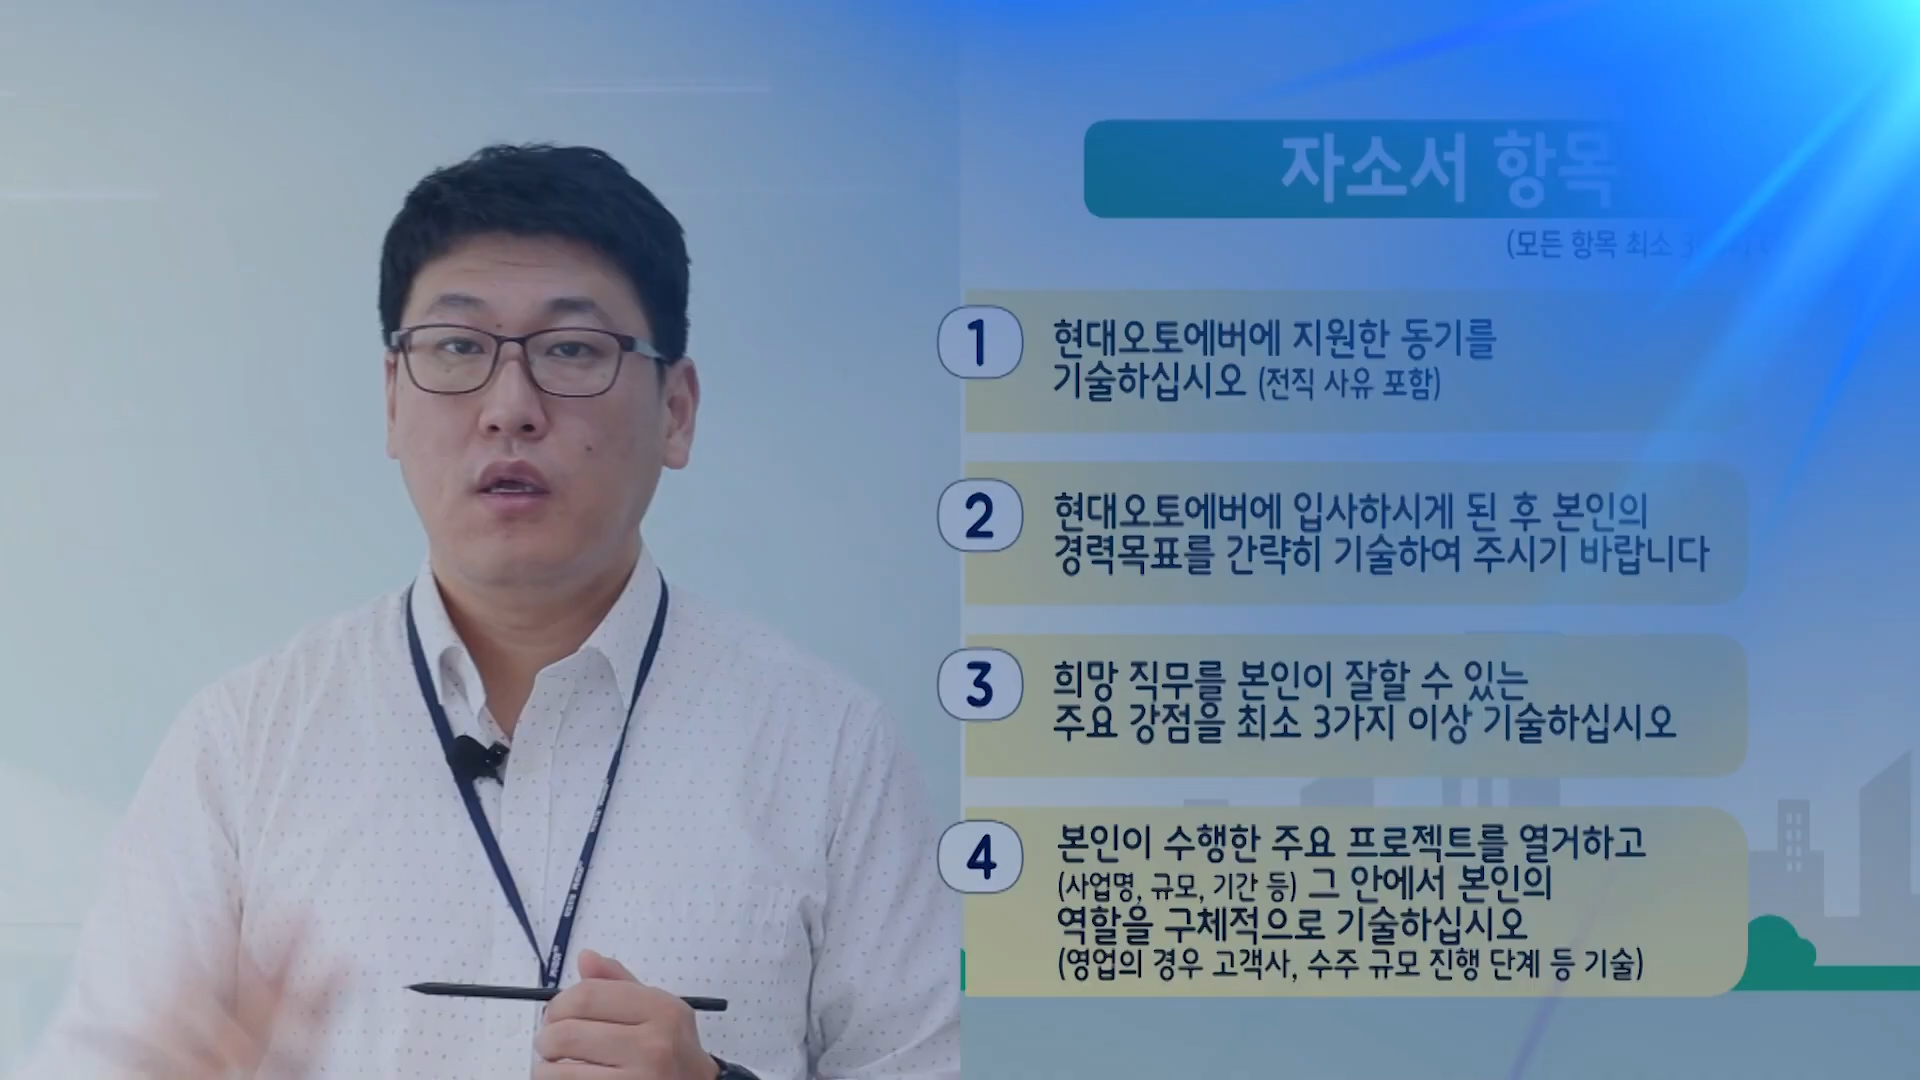 자소서 항목
(모든 항목 최소
1
현대오토에버에 지원한 동기를
기술하십시오 (전직 사유 포함)
2
현대오토에버에 입사하시게 된 후 본인의
경력목표를 간략히 기술하여 주시기 바랍니다
3
희망 직무를 본인이 잘할 수 있는
주요 강점을 최소 3가지 이상 기술하십시오
4
본인이 수행한 주요 프로젝트를 열거하고
(사업명, 규모, 기간 등) 그 안에서 본인의
역할을 구체적으로 기술하십시오
(영업의 경우 고객사, 수주 규모 진행 단계 등 기술)